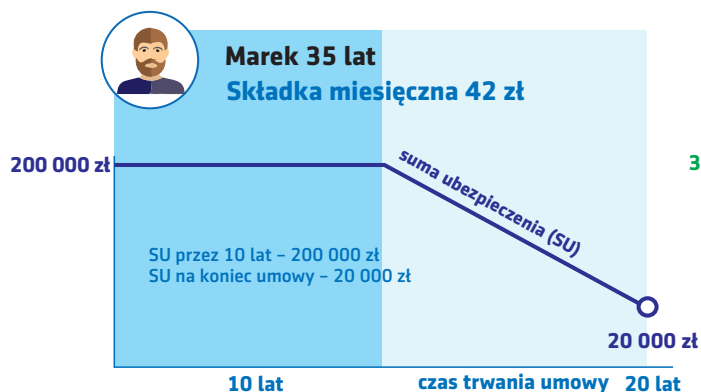 Marek 35 lat
Składka miesięczna 42 zł
200 000 zł
suma ubezpieczenia (SU)
3
SU przez 10 lat – 200 000 zł
SU na koniec umowy – 20 000 zł
20 000 zł
10 lat
czas trwania umowy
20 lat